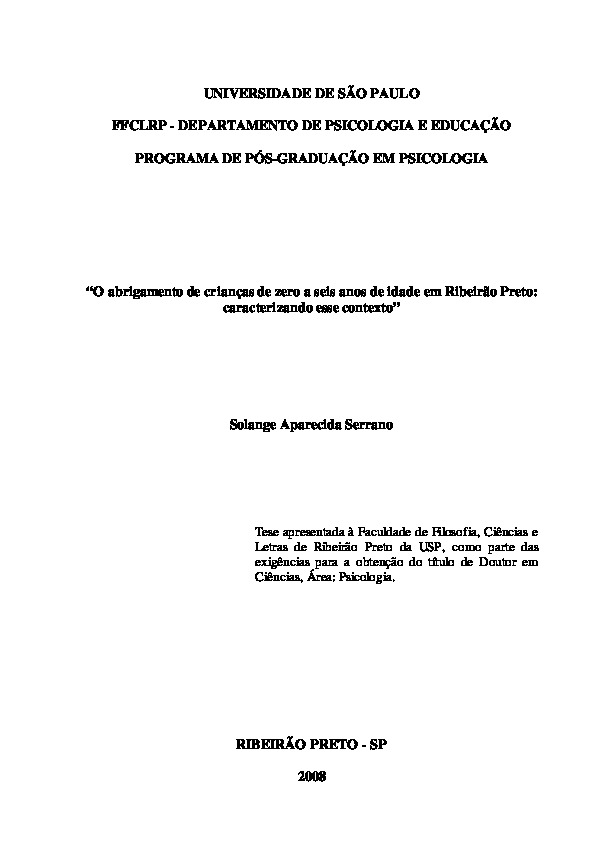 UNIVERSIDADE DE SÃO PAULO
FFCLRP - DEPARTAMENTO DE PSICOLOGIA E EDUCAÇÃO
PROGRAMA DE PÓS-GRADUAÇÃO EM PSICOLOGIA
“O abrigamento de crianças de zero a seis anos de idade em Ribeirão Preto:
caracterizando esse contexto”
Solange Aparecida Serrano
Tese apresentada à Faculdade de Filosofia, Ciências e
Letras de Ribeirão Preto da USP, como parte das
exigências para a obtenção do título de Doutor em
Ciências, Área: Psicologia.
RIBEIRÃO PRETO - SP
2008